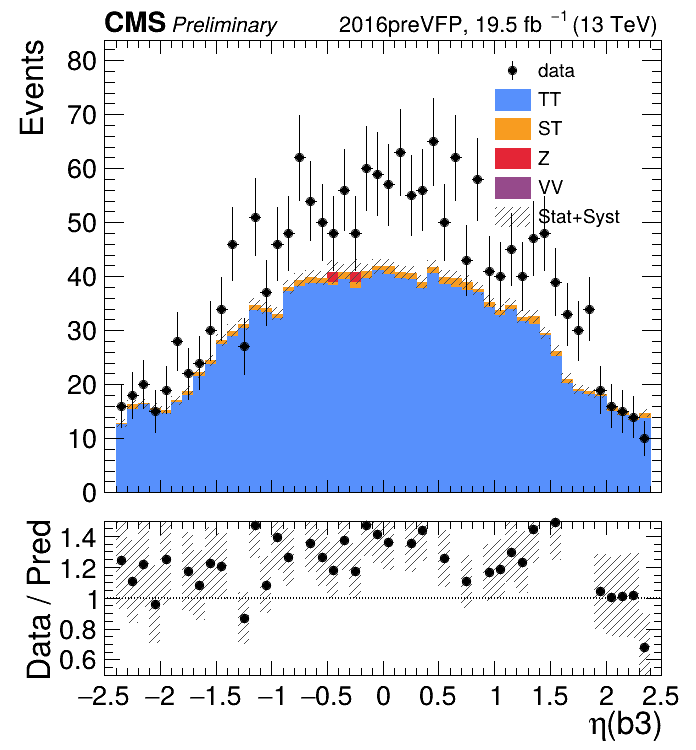 CMS Preliminary 2016preVFP, 19.5 fb⁻¹ (13 TeV)
Events
80
70
60
50
40
30
20
10
0
data
TT
ST
Z
VV
Stat+Syst
Data / Pred
1.4
1.2
1
0.8
0.6
−2.5 −2 −1.5 −1 −0.5 0 0.5 1 1.5 2 2.5
η(b3)